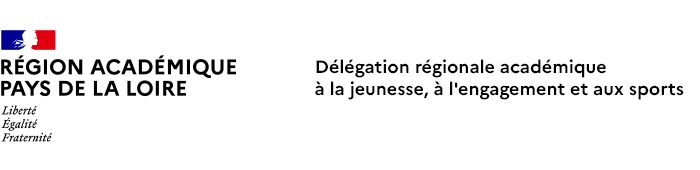 RÉGION ACADÉMIQUE
PAYS DE LA LOIRE
Liberté
Égalité
Fraternité
Délégation régionale académique
à la jeunesse, à l'engagement et aux sports